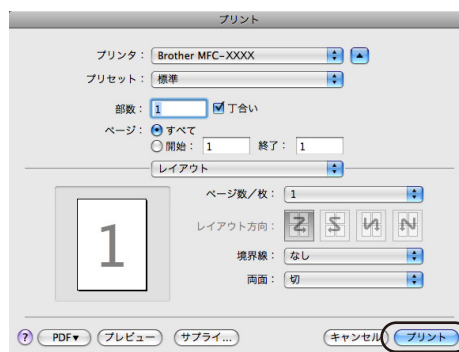 プリント
プリンタ： Brother MFC-XXXX
プリセット： 標準
部数： 1 丁合い
ページ： すべて
開始： 1 終了： 1
レイアウト
ページ数／枚： 1
レイアウト方向：
1
境界線： なし
両面： 切
? PDF▼ プレビュー サプライ... キャンセル プリント